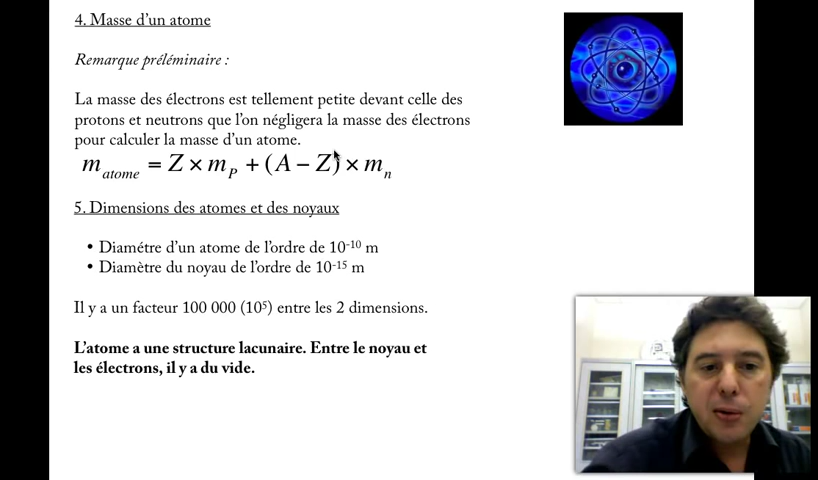 4. Masse d’un atome
Remarque préléminaire :
La masse des électrons est tellement petite devant celle des
protons et neutrons que l’on négligera la masse des électrons
pour calculer la masse d’un atome.
m_atome = Z × m_P + (A − Z) × m_n
5. Dimensions des atomes et des noyaux
• Diamétre d’un atome de l’ordre de 10⁻¹⁰ m
• Diamètre du noyau de l’ordre de 10⁻¹⁵ m
Il y a un facteur 100 000 (10⁵) entre les 2 dimensions.
L’atome a une structure lacunaire. Entre le noyau et
les électrons, il y a du vide.